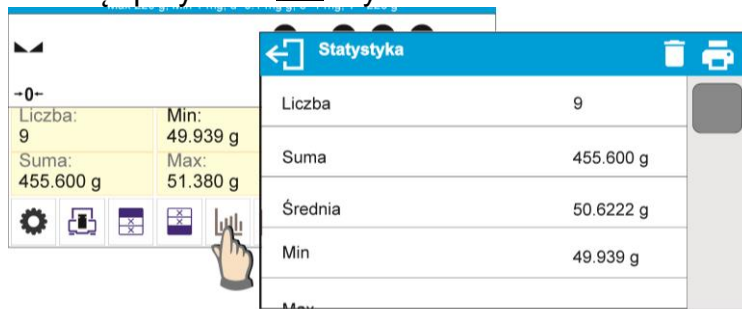 →0←
Liczba:
9
Min:
49.939 g
Suma:
455.600 g
Max:
51.380 g
Statystyka
Liczba 9
Suma 455.600 g
Średnia 50.6222 g
Min 49.939 g